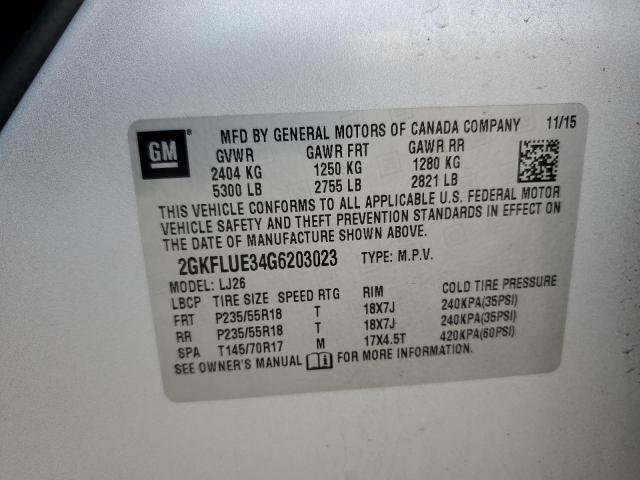 GM ® MFD BY GENERAL MOTORS OF CANADA COMPANY 11/15
GVWR GAWR FRT GAWR RR
2404 KG 1250 KG 1280 KG
5300 LB 2755 LB 2821 LB
THIS VEHICLE CONFORMS TO ALL APPLICABLE U.S. FEDERAL MOTOR
VEHICLE SAFETY AND THEFT PREVENTION STANDARDS IN EFFECT ON
THE DATE OF MANUFACTURE SHOWN ABOVE.
2GKFLUE34G6203023 TYPE: M.P.V.
MODEL: LJ26
LBCP TIRE SIZE SPEED RTG RIM COLD TIRE PRESSURE
FRT P235/55R18 T 18X7J 240KPA(35PSI)
RR P235/55R18 T 18X7J 240KPA(35PSI)
SPA T145/70R17 M 17X4.5T 420KPA(60PSI)
SEE OWNER'S MANUAL i FOR MORE INFORMATION.